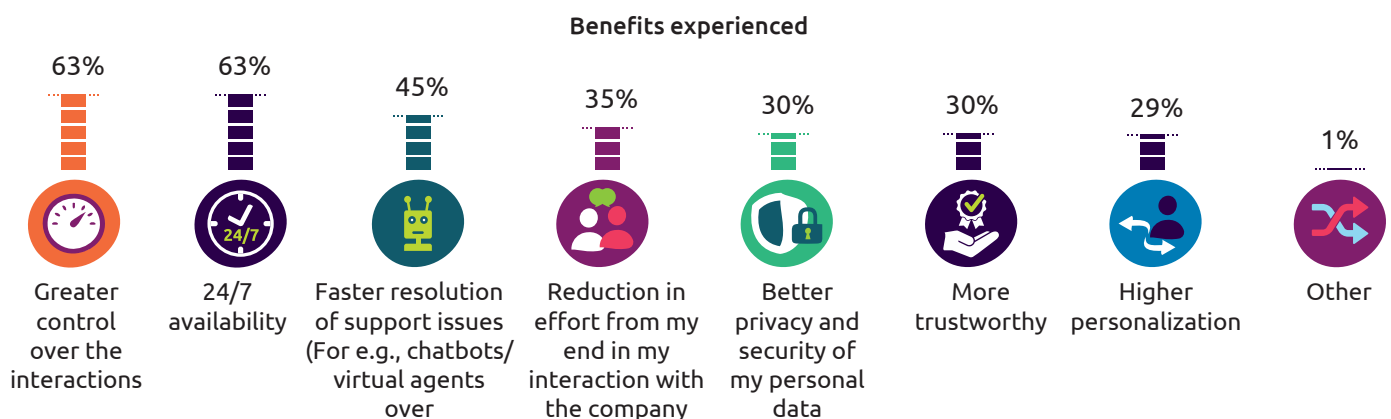 Benefits experienced
63%
63%
45%
35%
30%
30%
29%
1%
24/7
Greater
control
over the
interactions
24/7
availability
Faster resolution
of support issues
(For e.g., chatbots/
virtual agents
over
Reduction in
effort from my
end in my
interaction with
the company
Better
privacy and
security of
my personal
data
More
trustworthy
Higher
personalization
Other